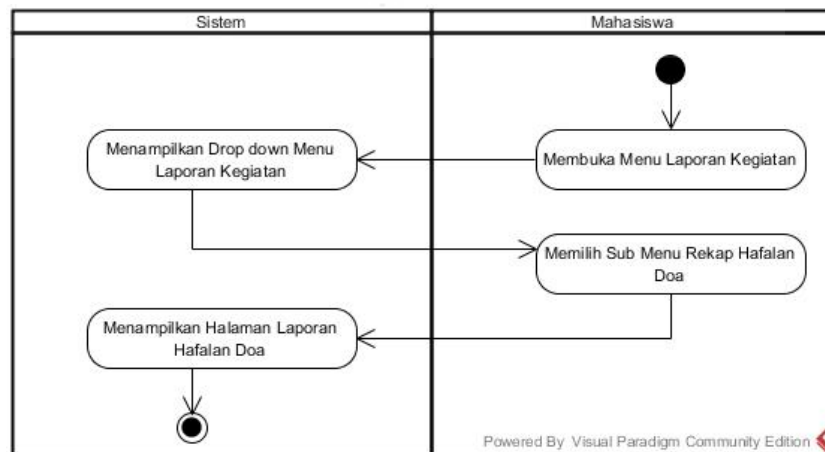 Sistem
Mahasiswa
Membuka Menu Laporan Kegiatan
Menampilkan Drop down Menu
Laporan Kegiatan
Memilih Sub Menu Rekap Hafalan
Doa
Menampilkan Halaman Laporan
Hafalan Doa
Powered By Visual Paradigm Community Edition